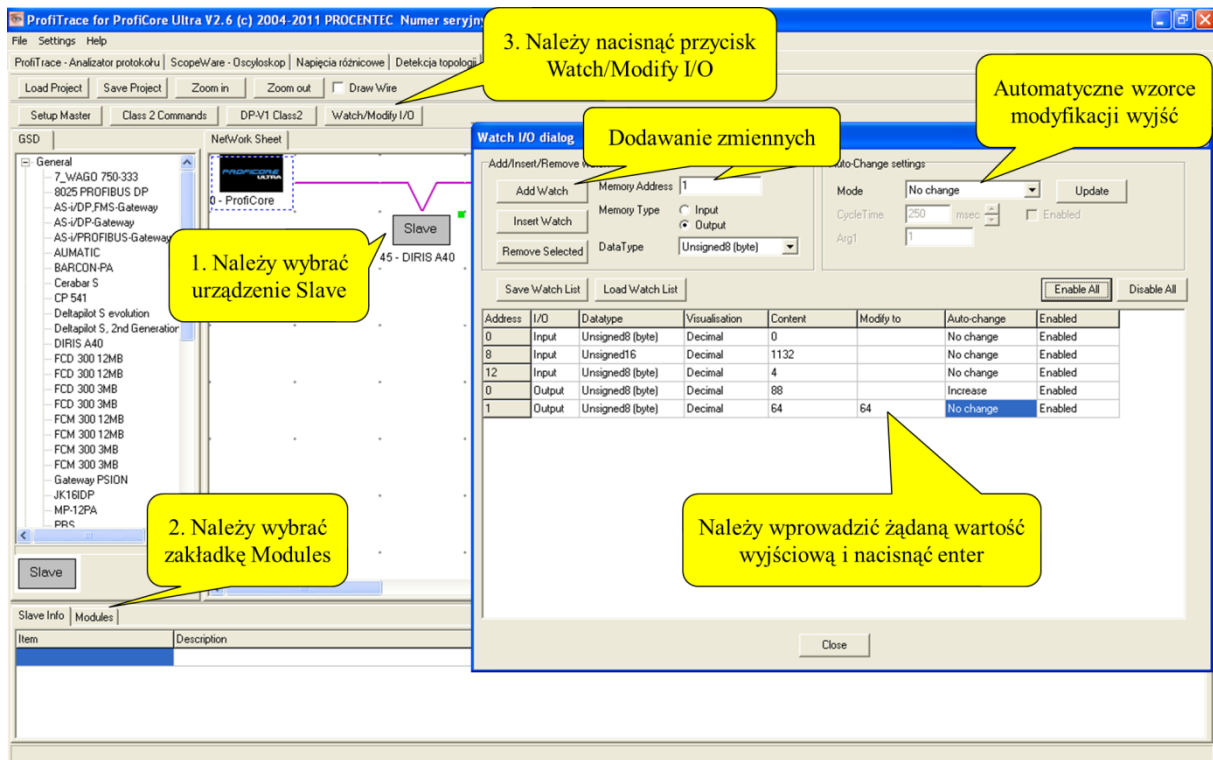 ProfiTrace for ProfiCore Ultra V2.6 (c) 2004-2011 PROCENTEC Numer seryjny
File Settings Help
ProfiTrace - Analizator protokołu ScopeWare - Oscyloskop Napięcia różnicowe Detekcja topologii
Load Project Save Project Zoom in Zoom out Draw Wire
Setup Master Class 2 Commands DP-V1 Class2 Watch/Modify I/O
3. Należy nacisnąć przycisk
Watch/Modify I/O
Automatyczne wzorce
modyfikacji wyjść
GSD
General
7_WAGO 750-333
8025 PROFIBUS DP
AS-i/DP,FMS-Gateway
AS-i/DP-Gateway
AS-i/PROFIBUS-Gateway
AUMATIC
BARCON-PA
Cerabar S
CP 541
Deltapilot S evolution
Deltapilot S, 2nd Generation
DIRIS A40
FCD 300 12MB
FCD 300 12MB
FCD 300 3MB
FCD 300 3MB
FCM 300 12MB
FCM 300 12MB
FCM 300 3MB
FCM 300 3MB
Gateway PSION
JK16IDP
MP-12PA
PBS
Slave
NetWork Sheet
PROFICORE
ULTRA
0 - ProfiCore
Slave
45 - DIRIS A40
1. Należy wybrać
urządzenie Slave
2. Należy wybrać
zakładkę Modules
Slave Info Modules
Item Description
Watch I/O dialog
Dodawanie zmiennych
Add/Insert/Remove
Add Watch Memory Address 1
Insert Watch Memory Type Input
Output
Remove Selected DataType Unsigned8 (byte)
Auto-Change settings
Mode No change Update
CycleTime 250 msec Enabled
Arg1 1
Save Watch List Load Watch List Enable All Disable All
Address I/O Datatype Visualisation Content Modify to Auto-change Enabled
0 Input Unsigned8 (byte) Decimal 0 No change Enabled
8 Input Unsigned16 Decimal 1132 No change Enabled
12 Input Unsigned8 (byte) Decimal 4 No change Enabled
0 Output Unsigned8 (byte) Decimal 88 Increase Enabled
1 Output Unsigned8 (byte) Decimal 64 64 No change Enabled
Należy wprowadzić żądaną wartość
wyjściową i nacisnąć enter
Close